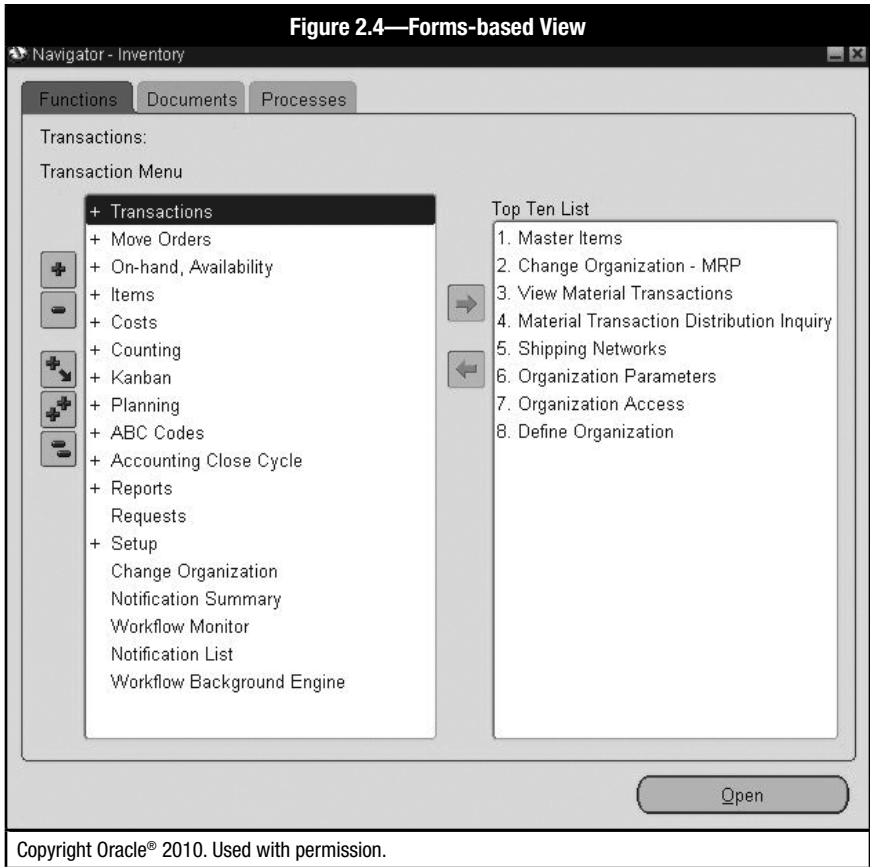 Figure 2.4—Forms-based View
Navigator - Inventory
Functions Documents Processes
Transactions:
Transaction Menu
+ Transactions
+ Move Orders
+ On-hand, Availability
+ Items
+ Costs
+ Counting
+ Kanban
+ Planning
+ ABC Codes
+ Accounting Close Cycle
+ Reports
Requests
+ Setup
Change Organization
Notification Summary
Workflow Monitor
Notification List
Workflow Background Engine
Top Ten List
1. Master Items
2. Change Organization - MRP
3. View Material Transactions
4. Material Transaction Distribution Inquiry
5. Shipping Networks
6. Organization Parameters
7. Organization Access
8. Define Organization
Open
Copyright Oracle® 2010. Used with permission.